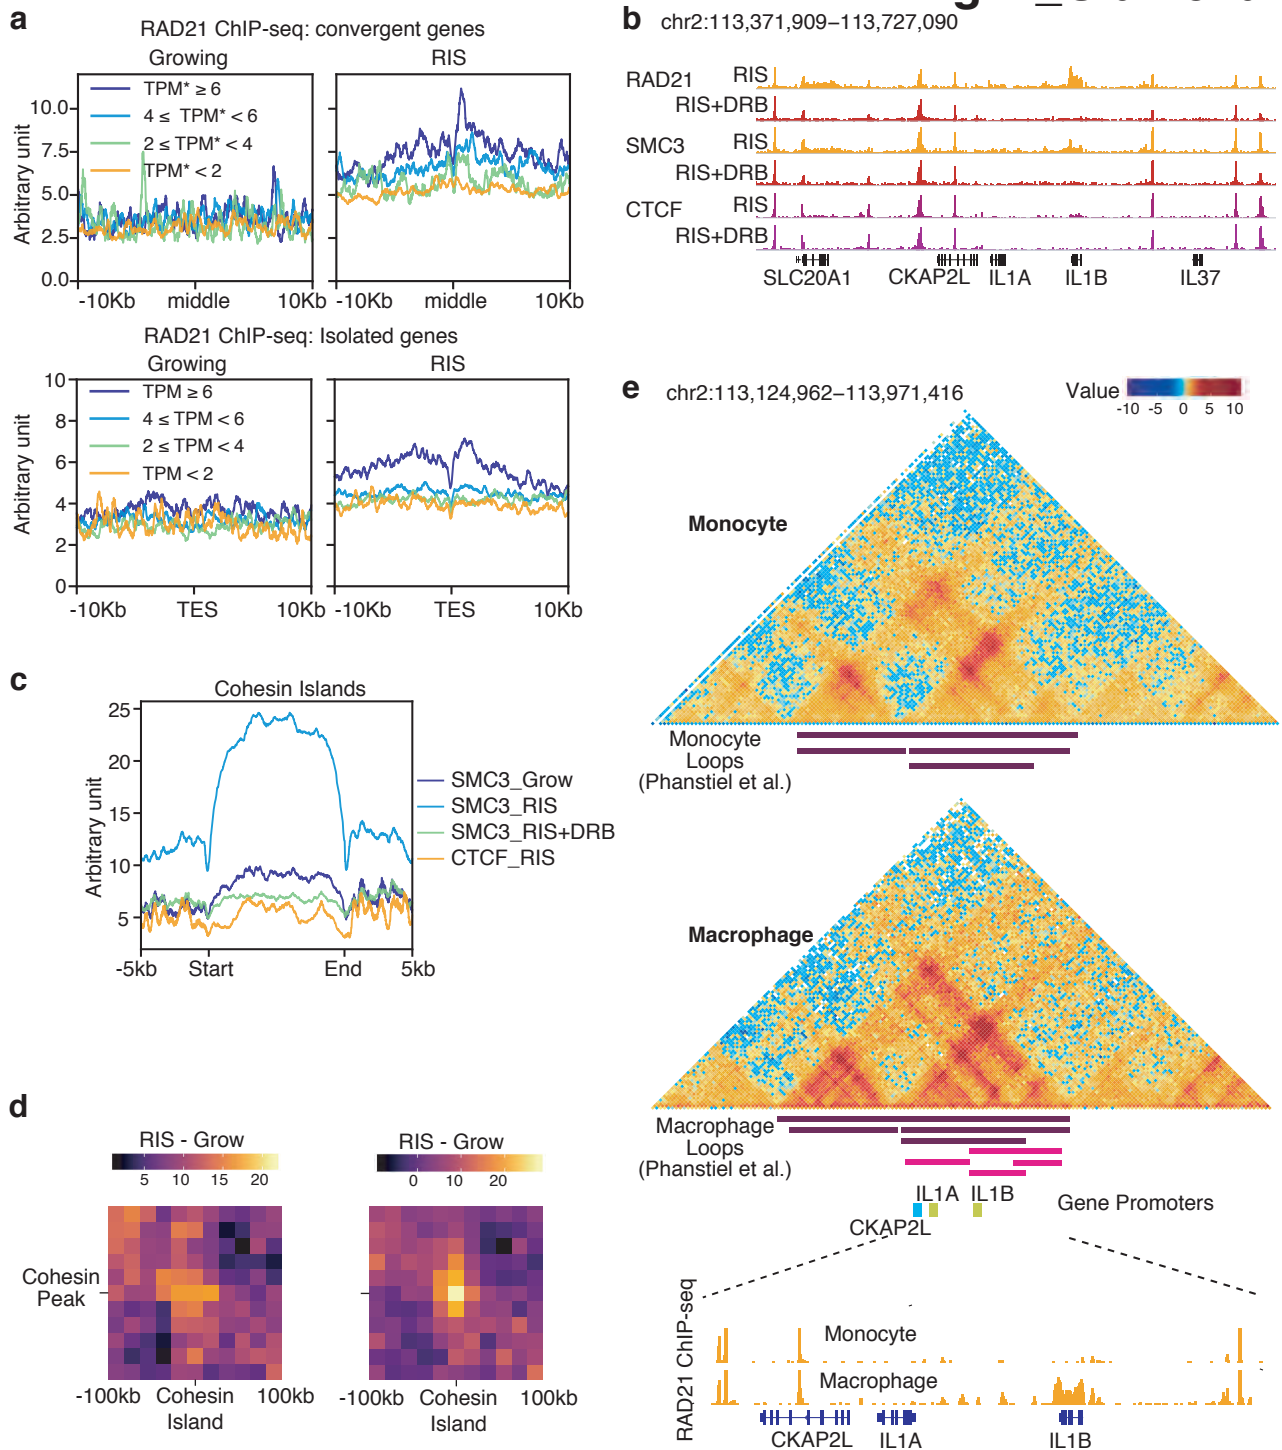 a
RAD21 ChIP-seq: convergent genes
Growing
RIS
TPM* ≥ 6
4 ≤ TPM* < 6
2 ≤ TPM* < 4
TPM* < 2
Arbitrary unit
10.0
7.5
5.0
2.5
0.0
-10Kb middle 10Kb
-10Kb middle 10Kb
RAD21 ChIP-seq: Isolated genes
Growing
RIS
TPM ≥ 6
4 ≤ TPM < 6
2 ≤ TPM < 4
TPM < 2
Arbitrary unit
10
8
6
4
2
0
-10Kb TES 10Kb
-10Kb TES 10Kb
b
chr2:113,371,909–113,727,090
RAD21 RIS
RIS+DRB
SMC3 RIS
RIS+DRB
CTCF RIS
RIS+DRB
SLC20A1 CKAP2L IL1A IL1B IL37
c
Cohesin Islands
Arbitrary unit
25
20
15
10
5
-5kb Start End 5kb
SMC3_Grow
SMC3_RIS
SMC3_RIS+DRB
CTCF_RIS
d
RIS - Grow
5 10 15 20
Cohesin
Peak
-100kb Cohesin 100kb
Island
RIS - Grow
0 10 20
-100kb Cohesin 100kb
Island
e
chr2:113,124,962–113,971,416
Value
-10 -5 0 5 10
Monocyte
Monocyte
Loops
(Phanstiel et al.)
Macrophage
Macrophage
Loops
(Phanstiel et al.)
IL1A IL1B
Gene Promoters
CKAP2L
RAD21 ChIP-seq
Monocyte
Macrophage
CKAP2L IL1A IL1B